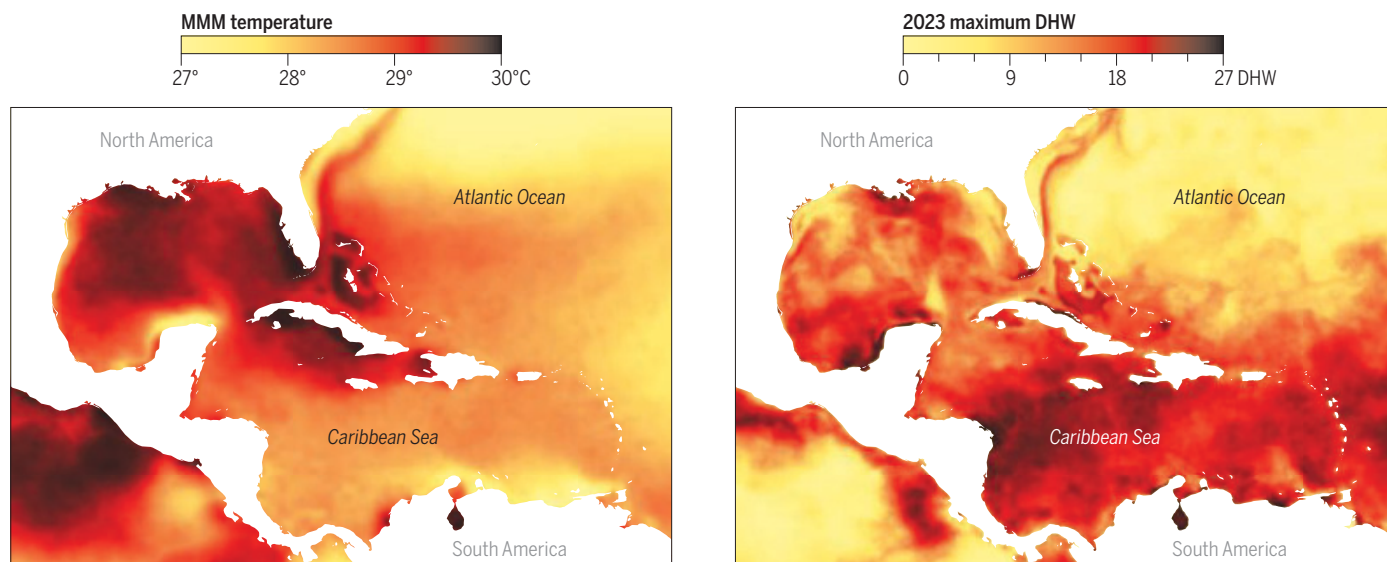 MMM temperature
27° 28° 29° 30°C
North America
Atlantic Ocean
Caribbean Sea
South America
2023 maximum DHW
0 9 18 27 DHW
North America
Atlantic Ocean
Caribbean Sea
South America